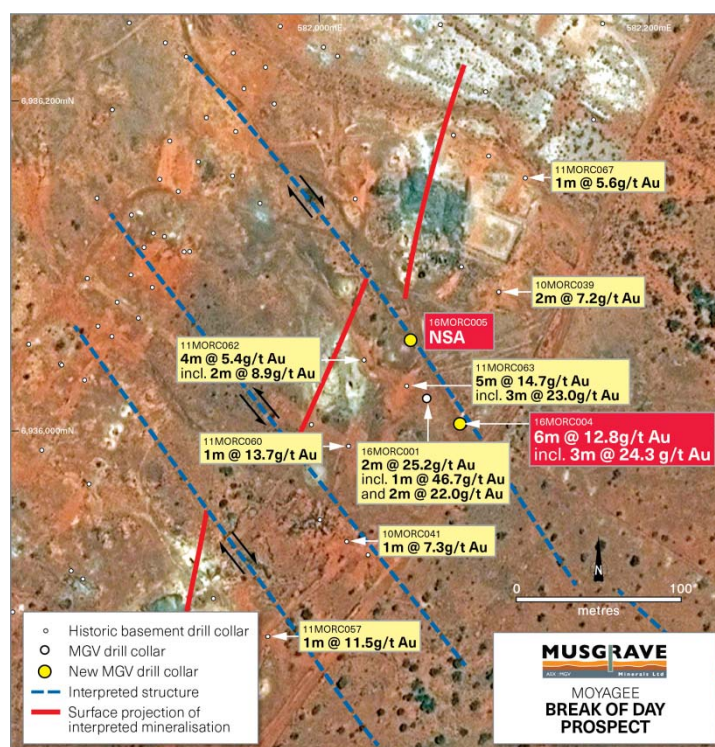 582,000mE
582,200mE
6,936,200mN
11MORC067
1m @ 5.6g/t Au
10MORC039
2m @ 7.2g/t Au
16MORC005
NSA
11MORC062
4m @ 5.4g/t Au
incl. 2m @ 8.9g/t Au
11MORC063
5m @ 14.7g/t Au
incl. 3m @ 23.0g/t Au
6,936,000mN
16MORC004
6m @ 12.8g/t Au
incl. 3m @ 24.3 g/t Au
11MORC060
1m @ 13.7g/t Au
16MORC001
2m @ 25.2g/t Au
incl. 1m @ 46.7g/t Au
and 2m @ 22.0g/t Au
10MORC041
1m @ 7.3g/t Au
N
0 100
metres
11MORC057
1m @ 11.5g/t Au
Historic basement drill collar
MGV drill collar
New MGV drill collar
Interpreted structure
Surface projection of
interpreted mineralisation
MUSGRAVE
ASX : MGV Minerals Ltd
MOYAGEE
BREAK OF DAY
PROSPECT